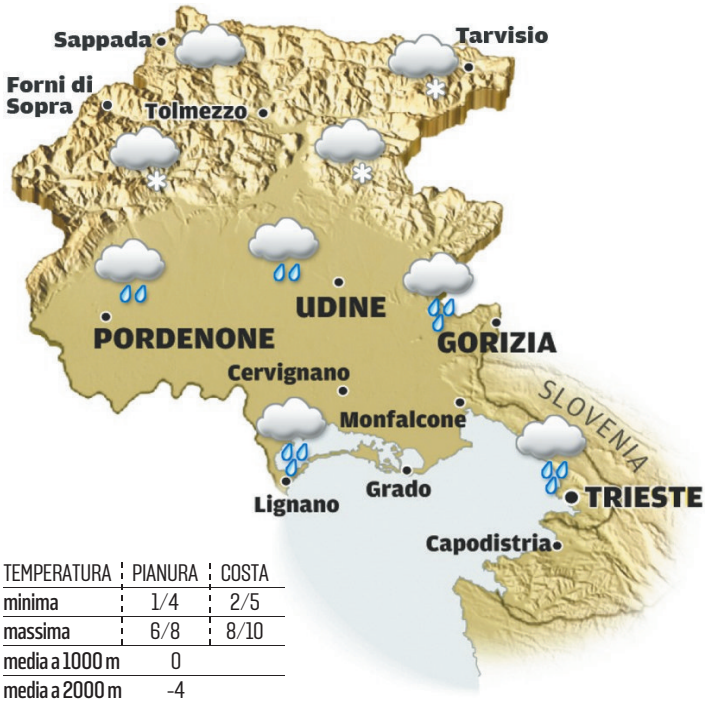 Sappada
Tarvisio
Forni di
Sopra
Tolmezzo
UDINE
PORDENONE
GORIZIA
Cervignano
SLOVENIA
Monfalcone
Grado
Lignano
TRIESTE
Capodistria
TEMPERATURA PIANURA COSTA
minima 1/4 2/5
massima 6/8 8/10
media a 1000 m 0
media a 2000 m -4